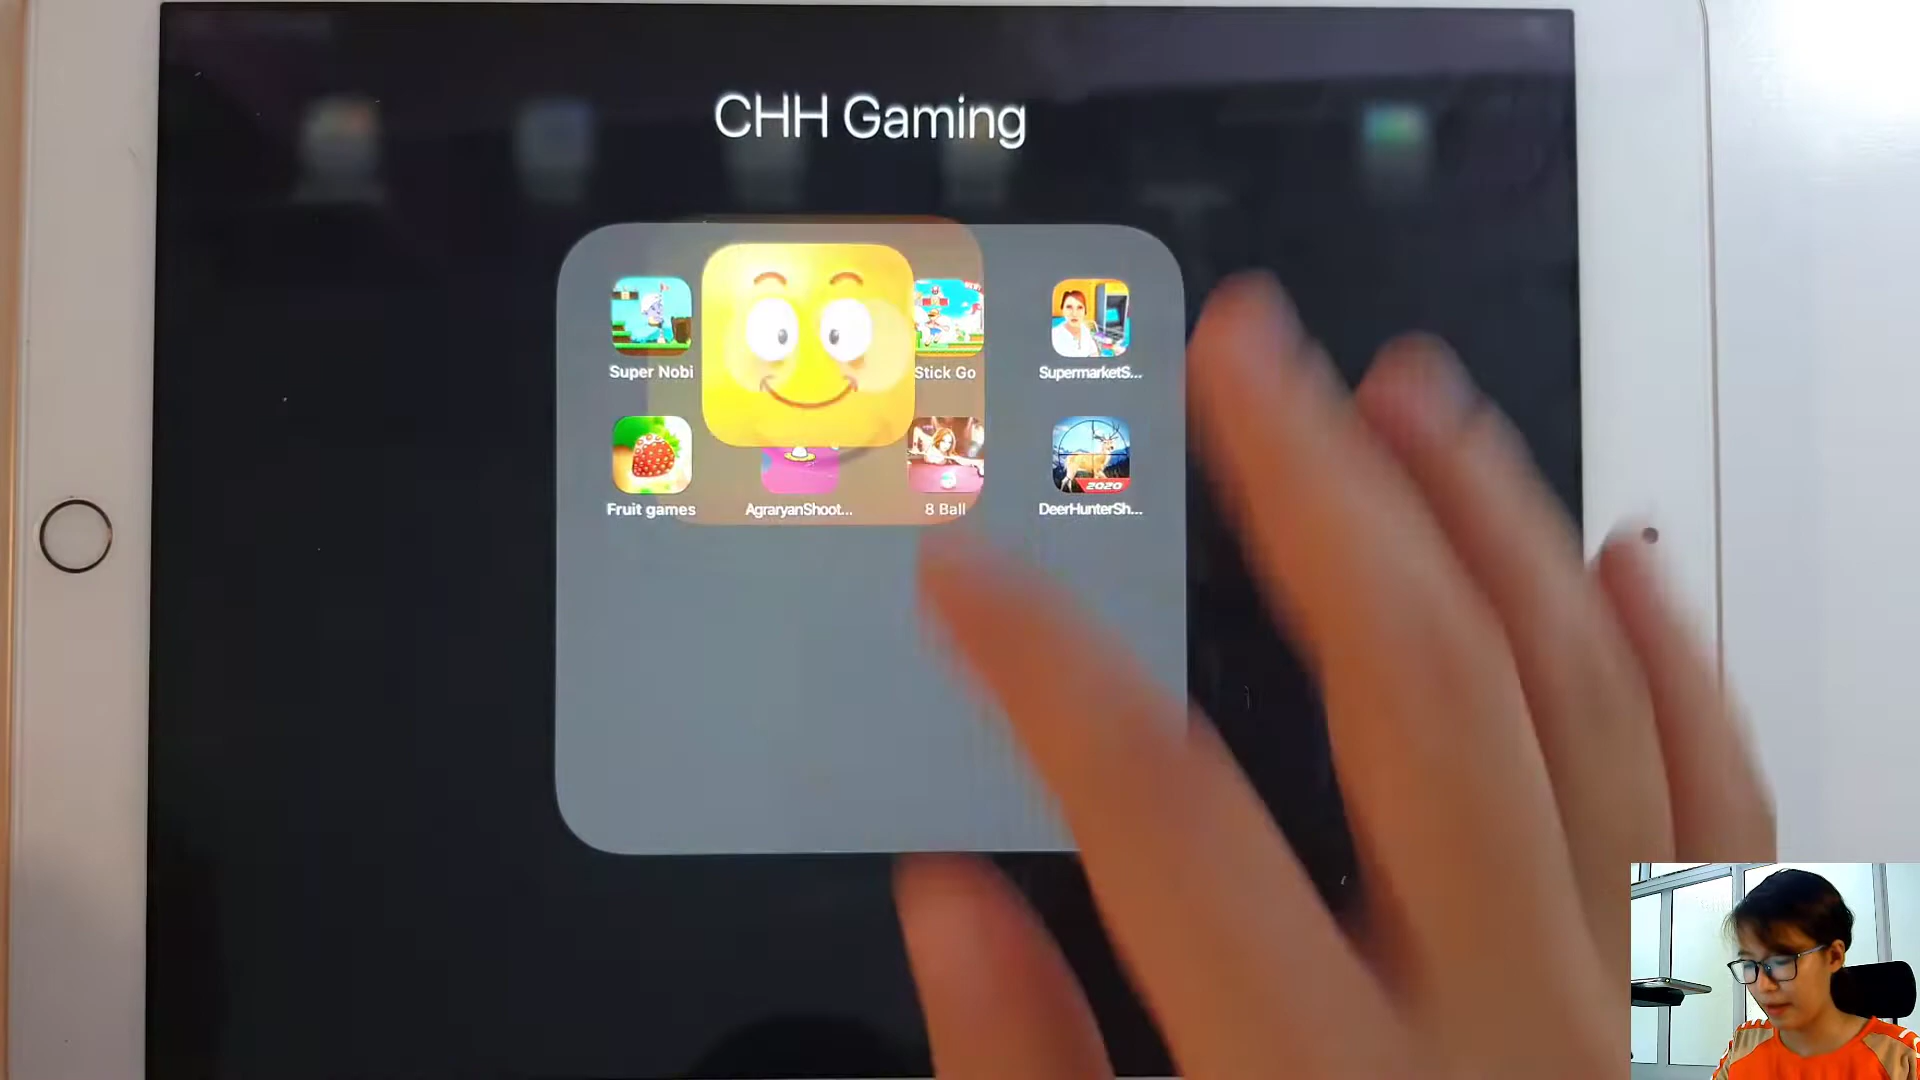 CHH Gaming
Super Nobi
Stick Go
SupermarketS...
Fruit games
AgraryanShoot...
8 Ball
DeerHunterSh...
2020